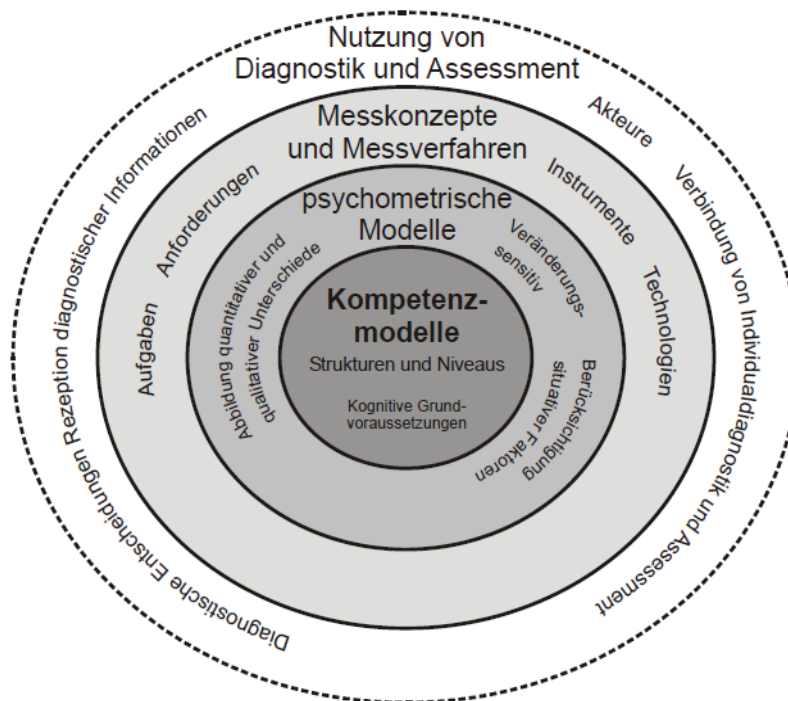 Nutzung von
Diagnostik und Assessment
Diagnostische Entscheidungen Rezeption diagnostischer Informationen
Akteure
Verbindung von Individualdiagnostik und Assessment
Messkonzepte
und Messverfahren
Aufgaben
Anforderungen
Instrumente
Technologien
psychometrische
Modelle
Abbildung quantitativer und
qualitativer Unterschiede
Veränderungs-
sensitiv
Berücksichtigung
situativer Faktoren
Kompetenz-
modelle
Strukturen und Niveaus
Kognitive Grund-
voraussetzungen